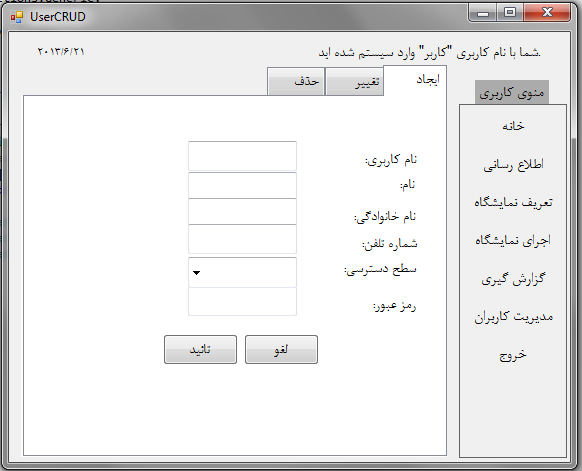 UserCRUD
شما با نام کاربری "کاربر" وارد سیستم شده اید.
۲۰۱۳/۶/۲۱
منوی کاربری
خانه
اطلاع رسانی
تعریف نمایشگاه
اجرای نمایشگاه
گزارش گیری
مدیریت کاربران
خروج
ایجاد
تغییر
حذف
نام کاربری:
نام:
نام خانوادگی:
شماره تلفن:
سطح دسترسی:
رمز عبور:
لغو
تائید